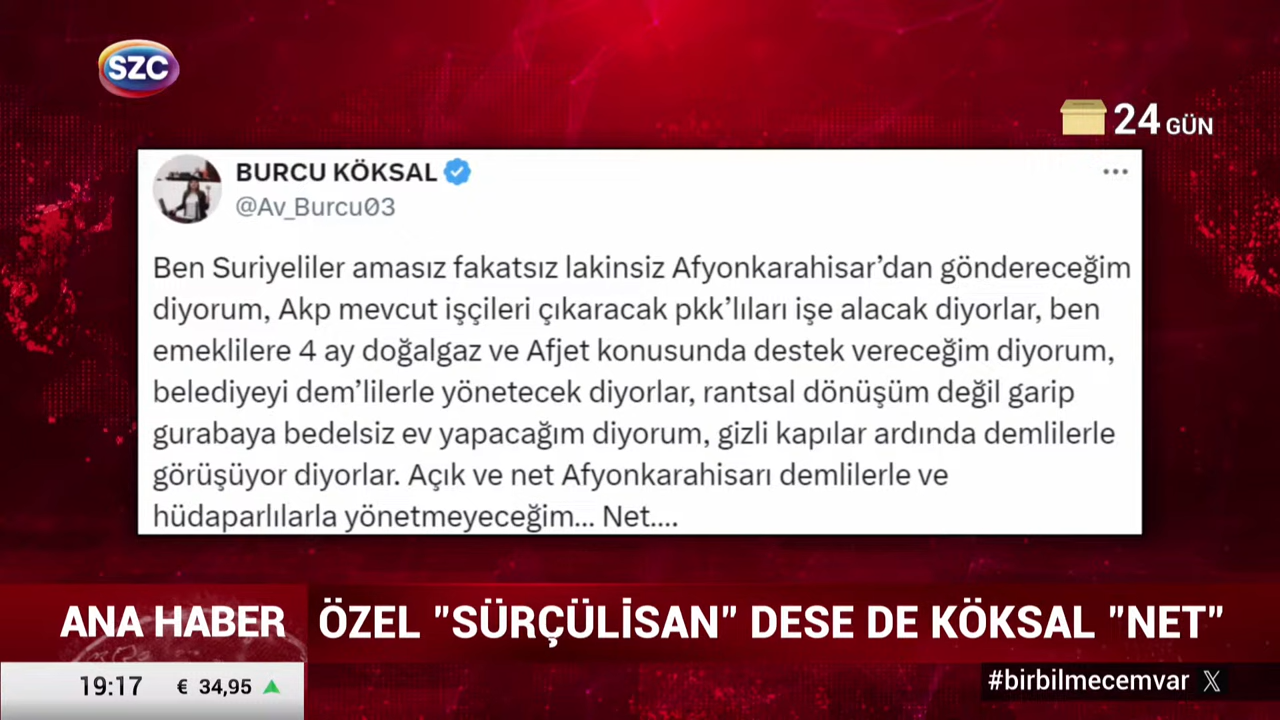 SZC
24 GÜN
BURCU KÖKSAL
@Av_Burcu03
Ben Suriyeliler amasız fakatsız lakinsiz Afyonkarahisar’dan göndereceğim
diyorum, Akp mevcut işçileri çıkaracak pkk’lıları işe alacak diyorlar, ben
emeklilere 4 ay doğalgaz ve Afjet konusunda destek vereceğim diyorum,
belediyeyi dem’lilerle yönetecek diyorlar, rantsal dönüşüm değil garip
gurabaya bedelsiz ev yapacağım diyorum, gizli kapılar ardında demlilerle
görüşüyor diyorlar. Açık ve net Afyonkarahisarı demlilerle ve
hüdaparlılarla yönetmeyeceğim... Net....
ANA HABER
ÖZEL "SÜRÇÜLİSAN" DESE DE KÖKSAL "NET"
19:17 € 34,95
#birbilmecemvar X